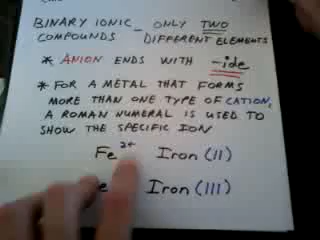 BINARY IONIC – ONLY TWO
COMPOUNDS DIFFERENT ELEMENTS
* ANION ENDS WITH -ide
* FOR A METAL THAT FORMS
MORE THAN ONE TYPE OF CATION,
A ROMAN NUMERAL IS USED TO
SHOW THE SPECIFIC ION
Fe²⁺ Iron (II)
e Iron (III)